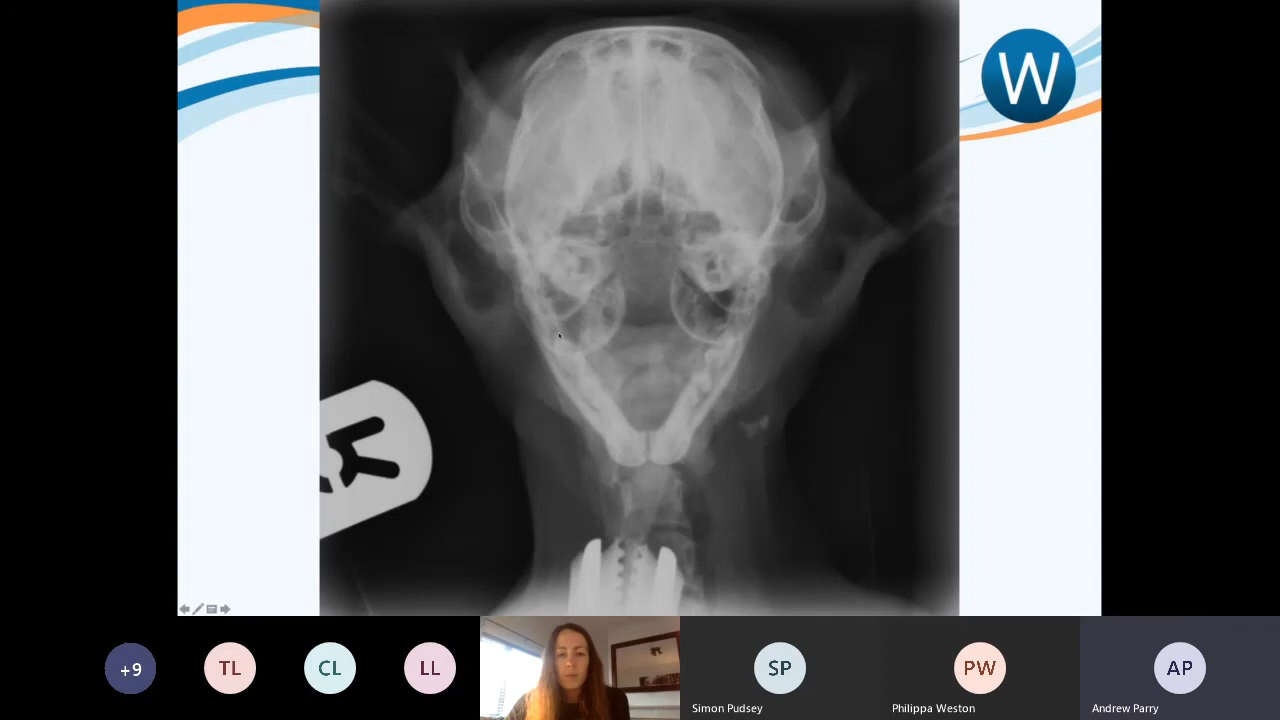 W
R
+9
TL
CL
LL
SP
PW
AP
Simon Pudsey
Philippa Weston
Andrew Parry